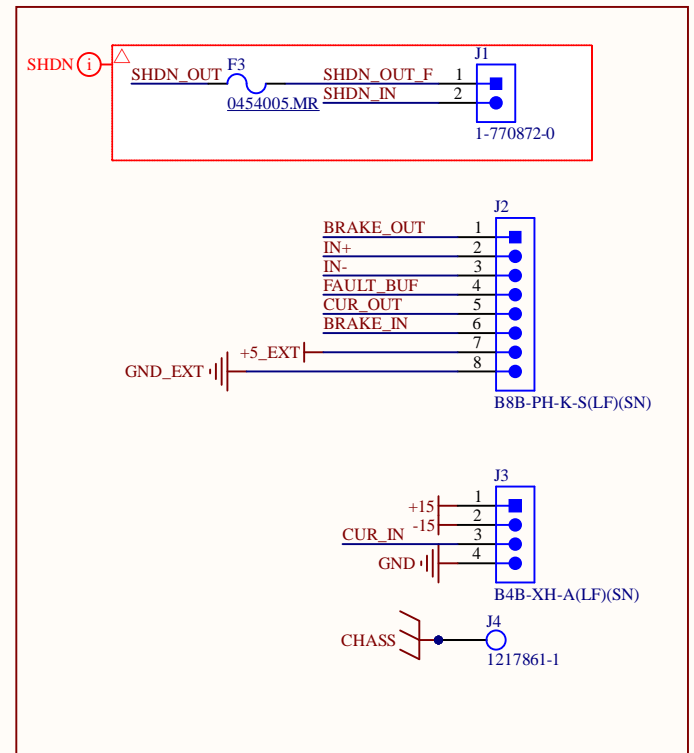 SHDN i
SHDN_OUT F3 SHDN_OUT_F 1 J1
0454005.MR SHDN_IN 2
1-770872-0
J2
BRAKE_OUT 1
IN+ 2
IN- 3
FAULT_BUF 4
CUR_OUT 5
BRAKE_IN 6
+5_EXT 7
GND_EXT 8
B8B-PH-K-S(LF)(SN)
J3
+15 1
-15 2
CUR_IN 3
GND 4
B4B-XH-A(LF)(SN)
J4
CHASS
1217861-1